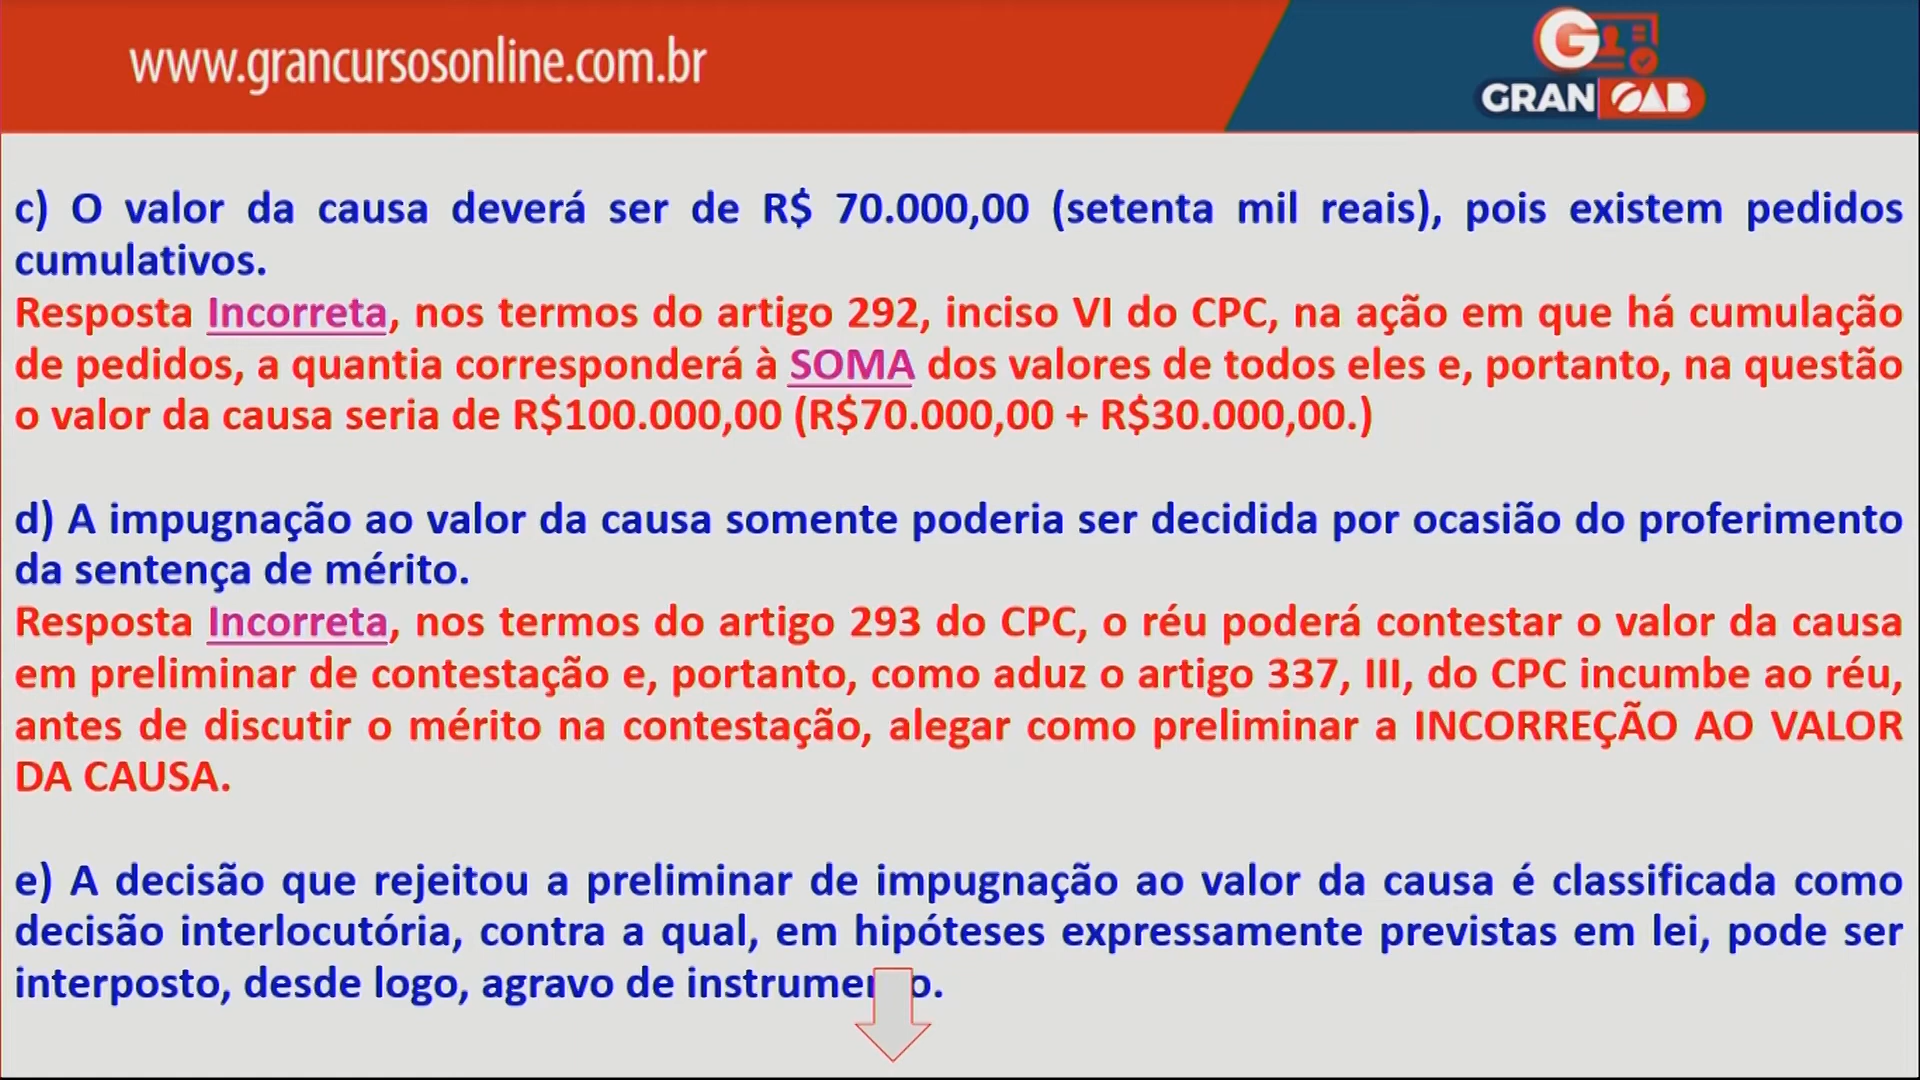 www.grancursosonline.com.br
G
GRAN OAB
c) O valor da causa deverá ser de R$ 70.000,00 (setenta mil reais), pois existem pedidos
cumulativos.
Resposta Incorreta, nos termos do artigo 292, inciso VI do CPC, na ação em que há cumulação
de pedidos, a quantia corresponderá à SOMA dos valores de todos eles e, portanto, na questão
o valor da causa seria de R$100.000,00 (R$70.000,00 + R$30.000,00.)
d) A impugnação ao valor da causa somente poderia ser decidida por ocasião do proferimento
da sentença de mérito.
Resposta Incorreta, nos termos do artigo 293 do CPC, o réu poderá contestar o valor da causa
em preliminar de contestação e, portanto, como aduz o artigo 337, III, do CPC incumbe ao réu,
antes de discutir o mérito na contestação, alegar como preliminar a INCORREÇÃO AO VALOR
DA CAUSA.
e) A decisão que rejeitou a preliminar de impugnação ao valor da causa é classificada como
decisão interlocutória, contra a qual, em hipóteses expressamente previstas em lei, pode ser
interposto, desde logo, agravo de instrumento.